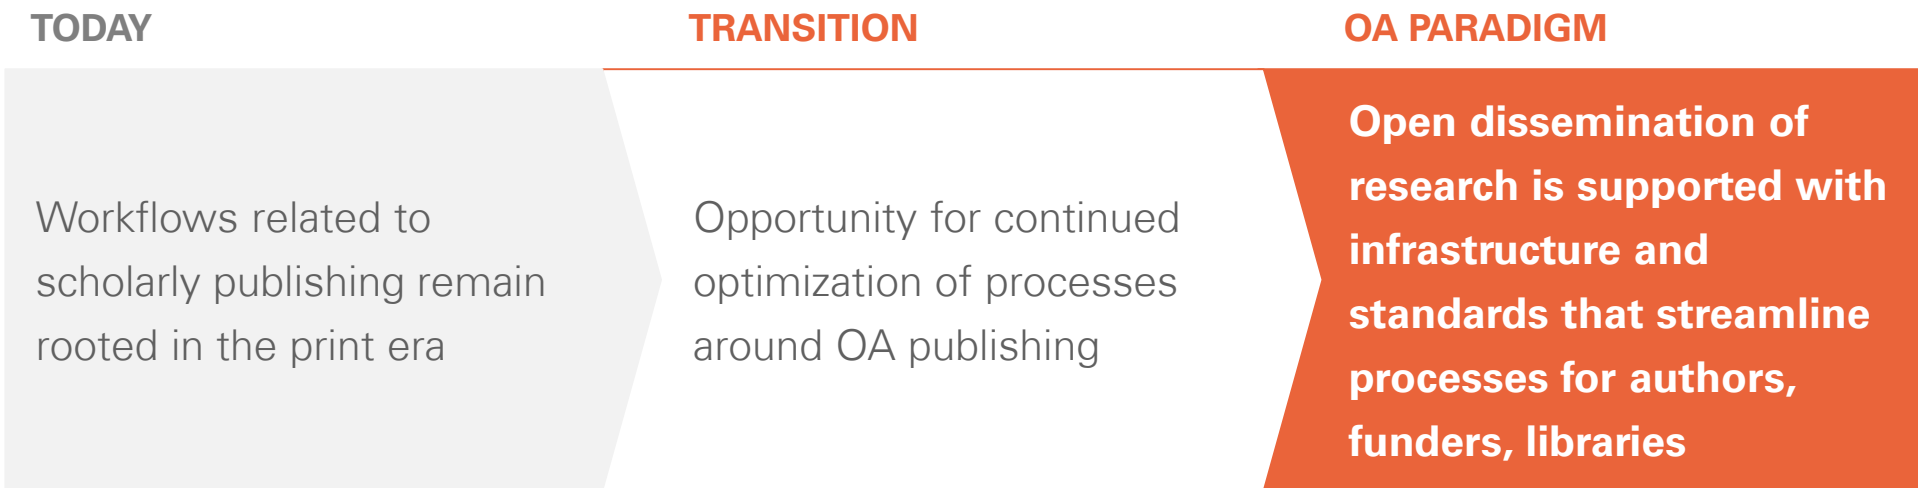 TODAY
Workflows related to
scholarly publishing remain
rooted in the print era
TRANSITION
Opportunity for continued
optimization of processes
around OA publishing
OA PARADIGM
Open dissemination of
research is supported with
infrastructure and
standards that streamline
processes for authors,
funders, libraries